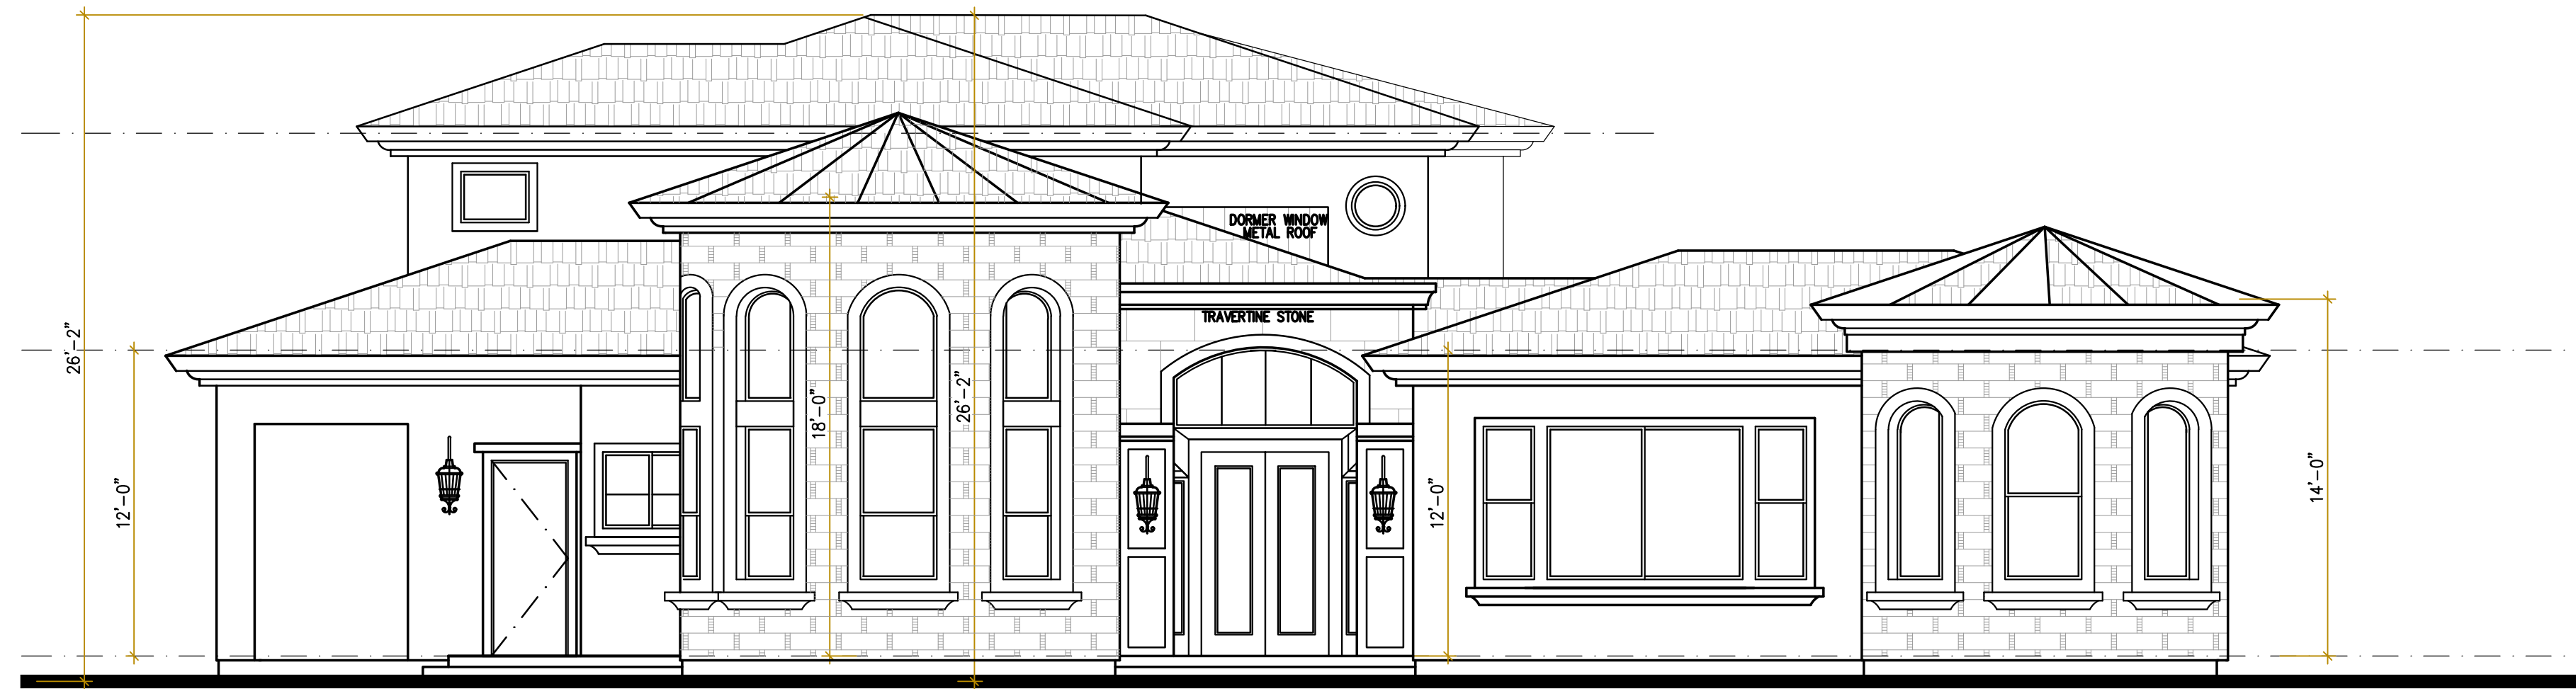 DORMER WINDOW
METAL ROOF
TRAVERTINE STONE
26'-2"
12'-0"
18'-0"
26'-2"
12'-0"
14'-0"